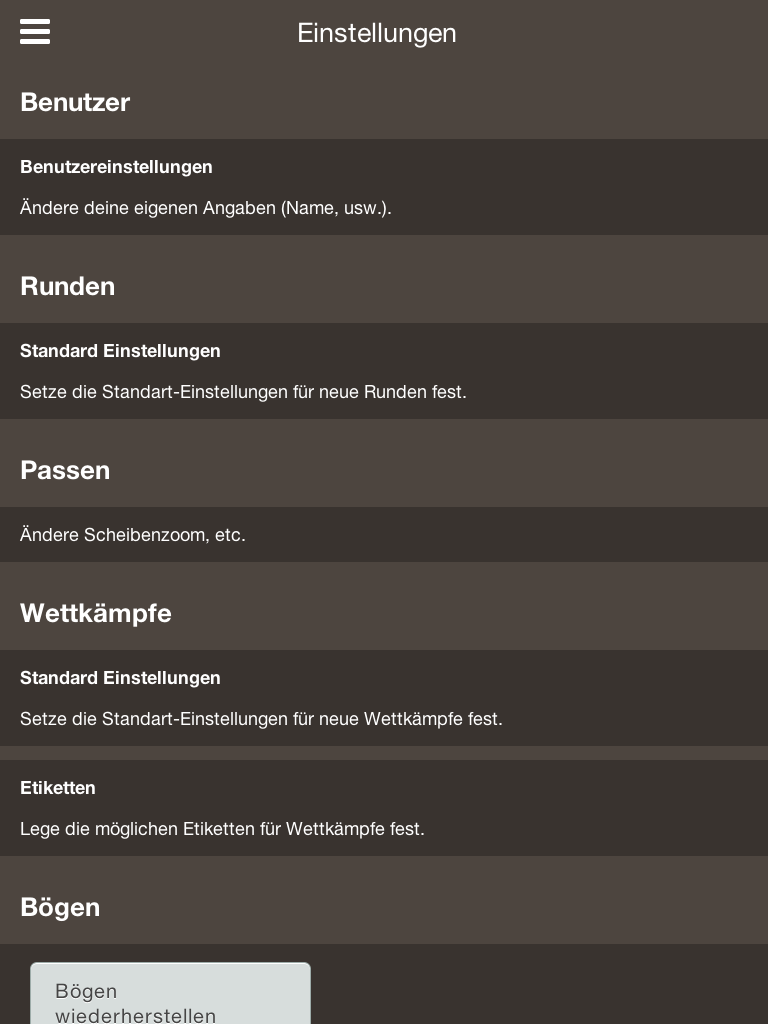 Einstellungen
Benutzer
Benutzereinstellungen
Ändere deine eigenen Angaben (Name, usw.).
Runden
Standard Einstellungen
Setze die Standart-Einstellungen für neue Runden fest.
Passen
Ändere Scheibenzoom, etc.
Wettkämpfe
Standard Einstellungen
Setze die Standart-Einstellungen für neue Wettkämpfe fest.
Etiketten
Lege die möglichen Etiketten für Wettkämpfe fest.
Bögen
Bögen
wiederherstellen